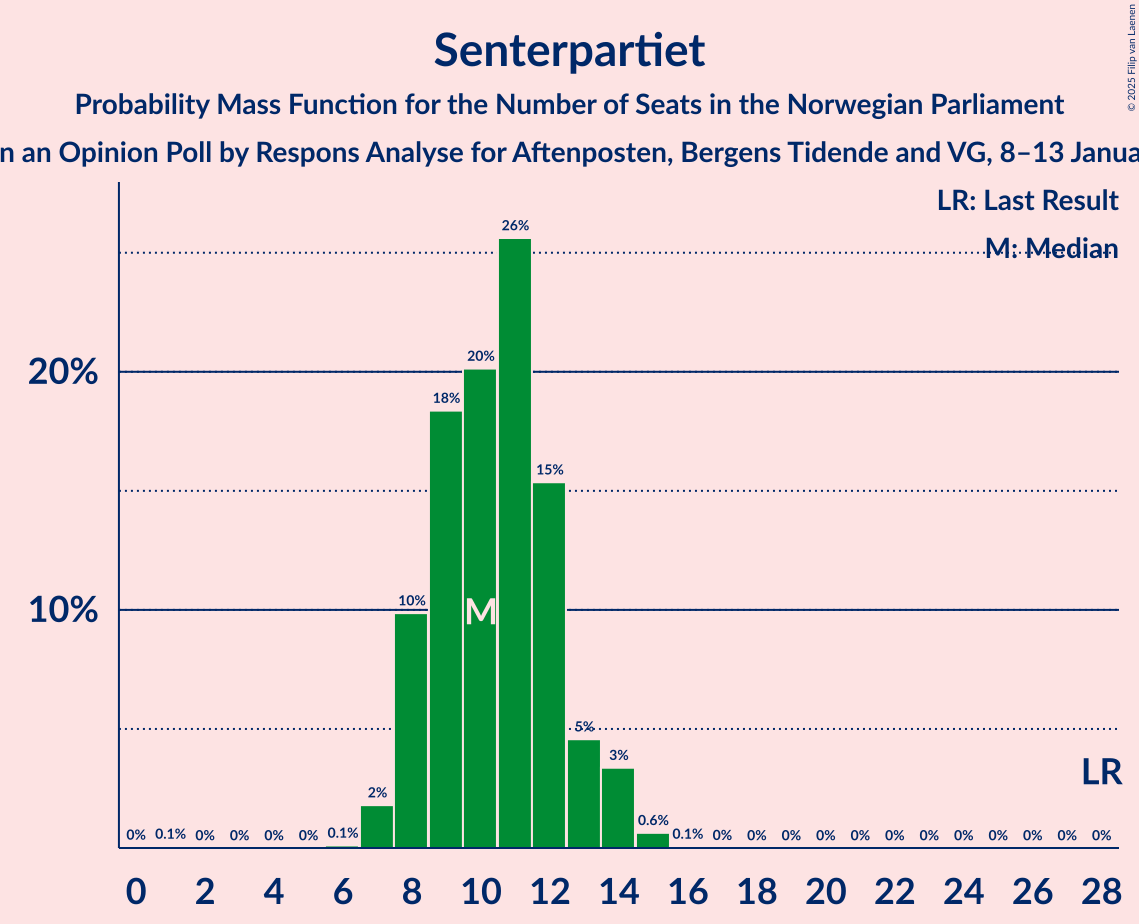 Senterpartiet
Probability Mass Function for the Number of Seats in the Norwegian Parliament
an Opinion Poll by Respons Analyse for Aftenposten, Bergens Tidende and VG, 8–13
© 2025 Filip van Laenen
LR: Last Result
M: Median
26%
20%
20%
18%
15%
10%
10%
M
5%
3%
LR
2%
0% 0.1% 0% 0% 0% 0% 0.1% 0.6% 0.1% 0% 0% 0% 0% 0% 0% 0% 0% 0% 0% 0% 0%
0 2 4 6 8 10 12 14 16 18 20 22 24 26 28